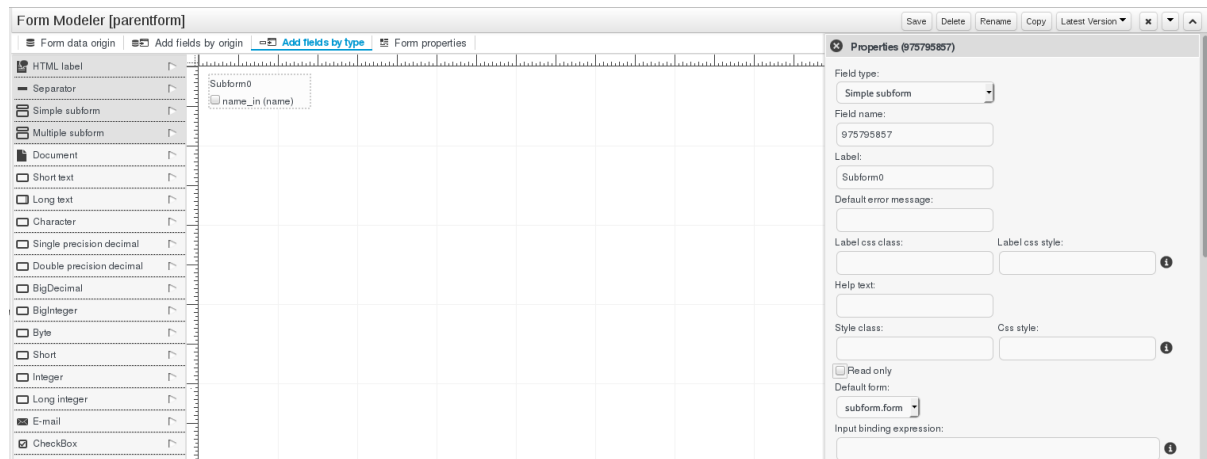 Form Modeler [parentform]
Save Delete Rename Copy Latest Version
Form data origin Add fields by origin Add fields by type Form properties
HTML label
Separator
Simple subform
Multiple subform
Document
Short text
Long text
Character
Single precision decimal
Double precision decimal
BigDecimal
BigInteger
Byte
Short
Integer
Long integer
E-mail
CheckBox
Subform0
name_in (name)
Properties (975795857)
Field type:
Simple subform
Field name:
975795857
Label:
Subform0
Default error message:
Label css class: Label css style:
Help text:
Style class: Css style:
Read only
Default form:
subform.form
Input binding expression: